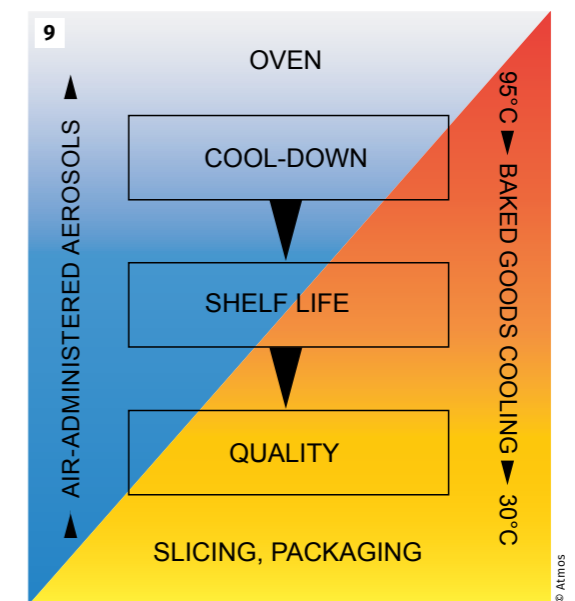 9
OVEN
COOL-DOWN
SHELF LIFE
QUALITY
SLICING, PACKAGING
AIR-ADMINISTERED AEROSOLS
95°C BAKED GOODS COOLING 30°C
© Atmos